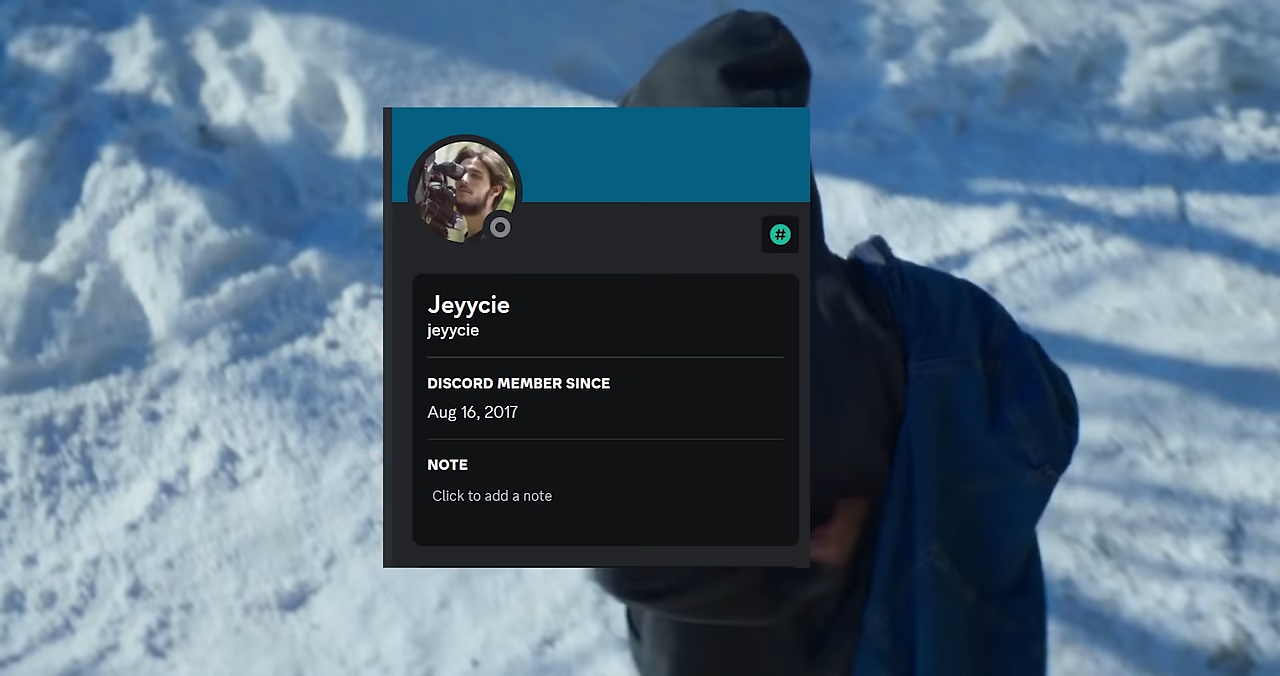 Jeyycie
jeyycie
DISCORD MEMBER SINCE
Aug 16, 2017
NOTE
Click to add a note